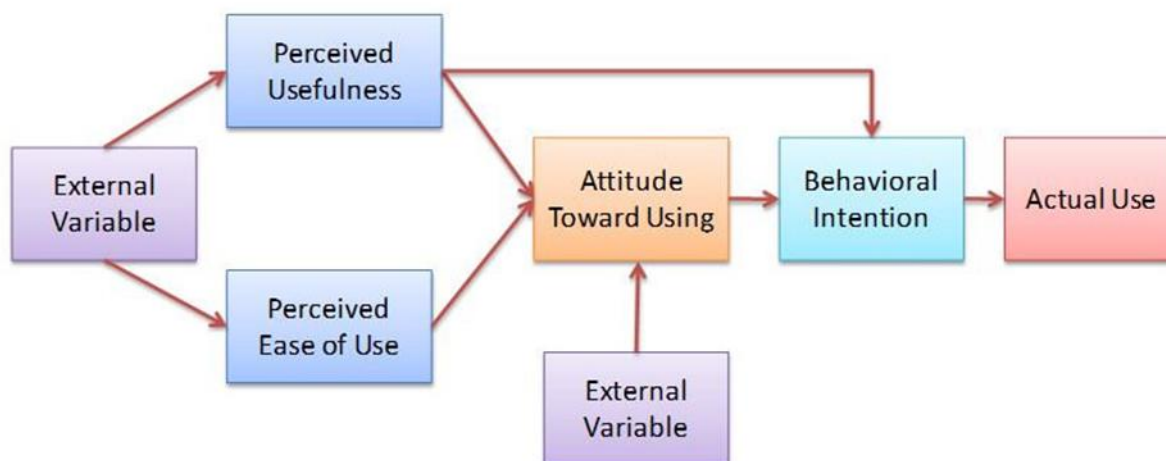 Perceived
Usefulness
External
Variable
Attitude
Toward Using
Behavioral
Intention
Actual Use
Perceived
Ease of Use
External
Variable